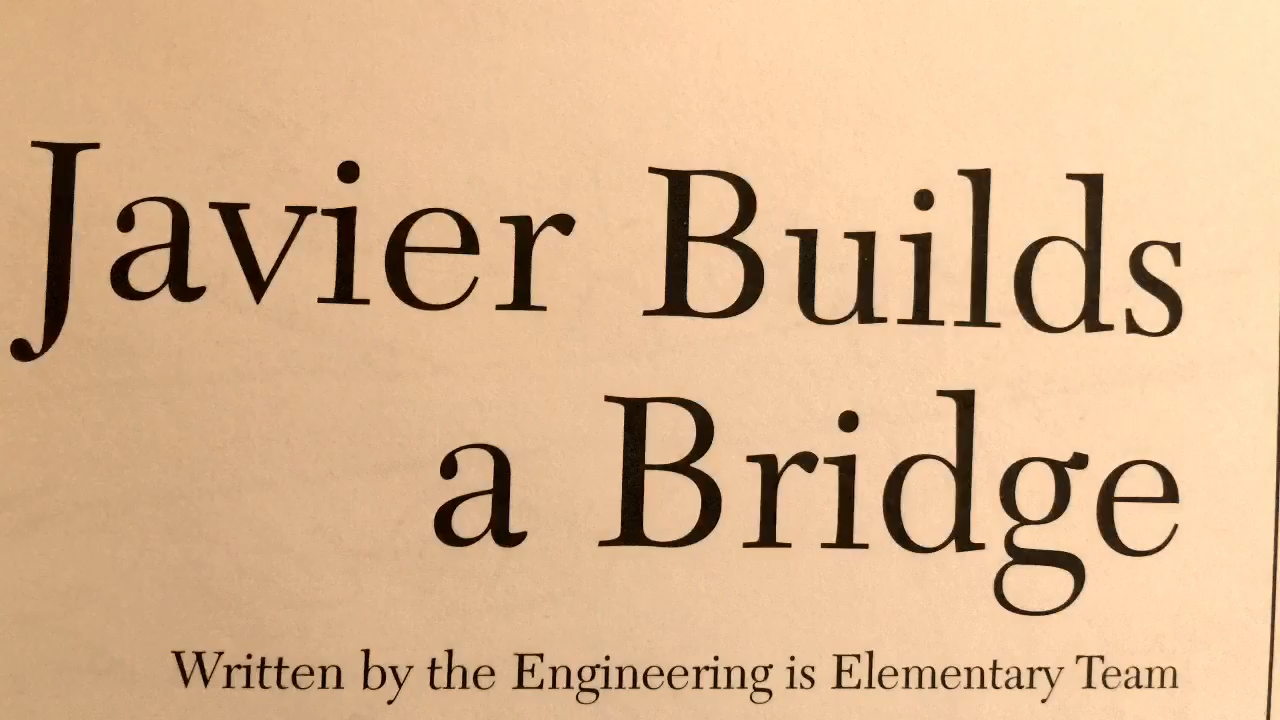 Javier Builds
a Bridge
Written by the Engineering is Elementary Team